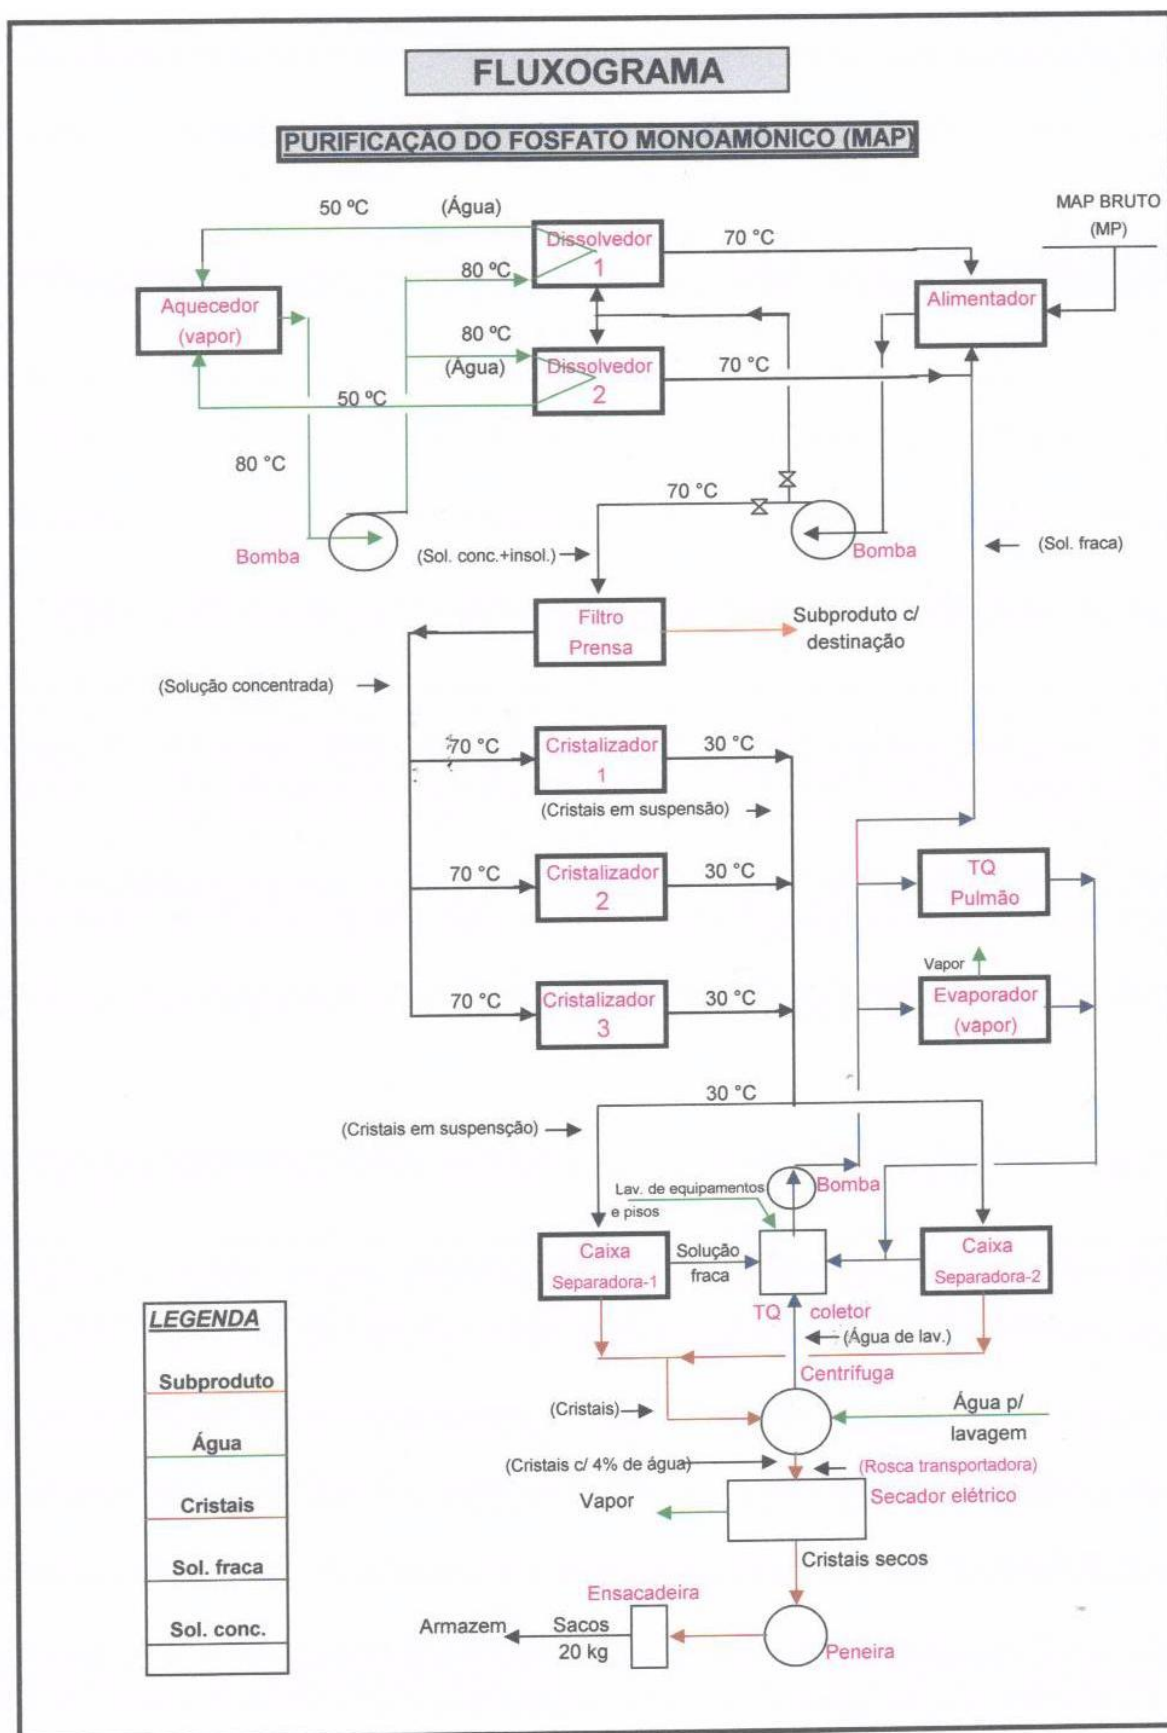 FLUXOGRAMA
PURIFICAÇÃO DO FOSFATO MONOAMÔNICO (MAP)
50 ºC
(Água)
Dissolvedor
1
70 °C
MAP BRUTO
(MP)
80 ºC
Aquecedor
(vapor)
Alimentador
80 ºC
(Água)
Dissolvedor
2
70 °C
50 ºC
80 °C
70 °C
Bomba
(Sol. conc.+insol.)
Bomba
(Sol. fraca)
Filtro
Prensa
Subproduto c/
destinação
(Solução concentrada)
70 °C
Cristalizador
1
30 °C
(Cristais em suspensão)
70 °C
Cristalizador
2
30 °C
TQ
Pulmão
Vapor
70 °C
Cristalizador
3
30 °C
Evaporador
(vapor)
30 °C
(Cristais em suspensção)
Lav. de equipamentos
e pisos
Bomba
Caixa
Separadora-1
Solução
fraca
Caixa
Separadora-2
TQ coletor
(Água de lav.)
Centrifuga
(Cristais)
Água p/
lavagem
(Cristais c/ 4% de água)
(Rosca transportadora)
Secador elétrico
Vapor
Cristais secos
Ensacadeira
Armazem
Sacos
20 kg
Peneira
LEGENDA
Subproduto
Água
Cristais
Sol. fraca
Sol. conc.